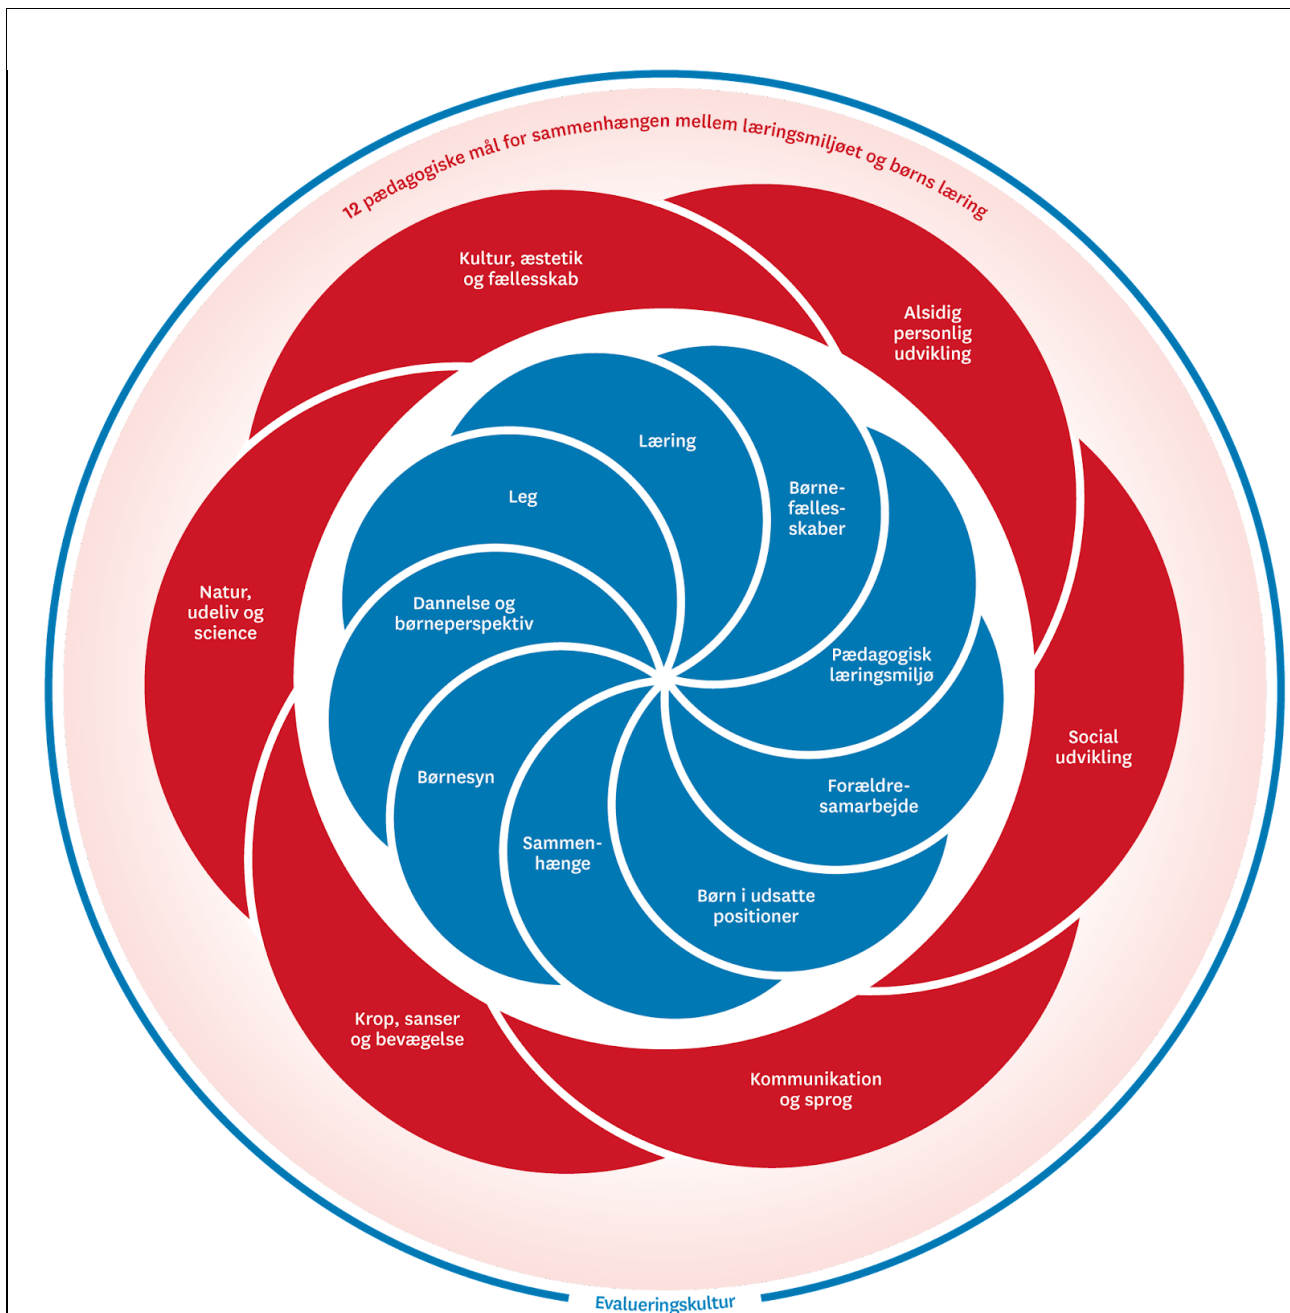 12 pædagogiske mål for sammenhængen mellem læringsmiljøet og børns læring
Kultur, æstetik
og fællesskab
Alsidig
personlig
udvikling
Læring
Børne-
fælles-
skaber
Leg
Natur,
udeliv og
science
Dannelse og
børneperspektiv
Pædagogisk
læringsmiljø
Social
udvikling
Børnesyn
Forældre-
samarbejde
Sammen-
hænge
Børn i udsatte
positioner
Krop, sanser
og bevægelse
Kommunikation
og sprog
Evalueringskultur